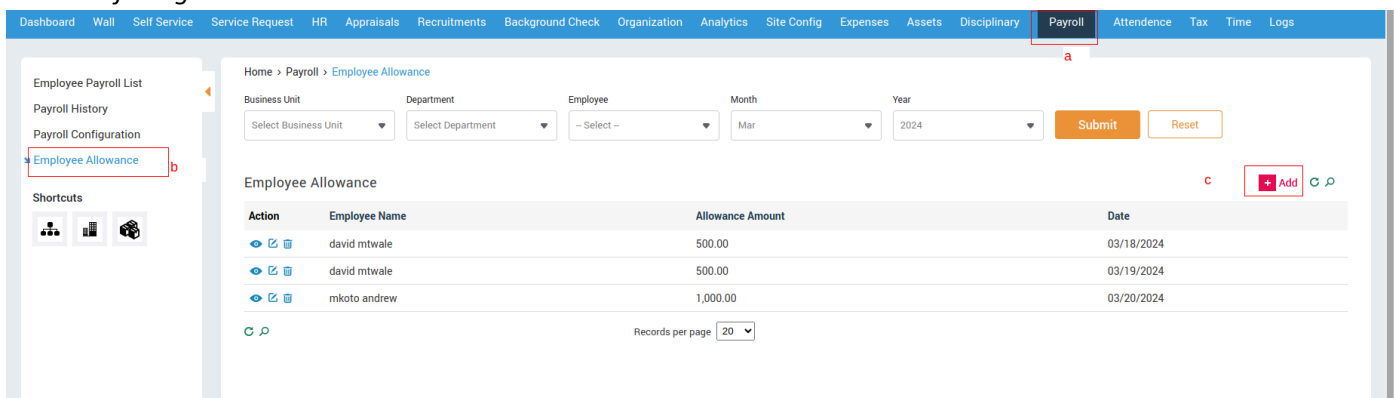 Dashboard Wall Self Service Service Request HR Appraisals Recruitments Background Check Organization Analytics Site Config Expenses Assets Disciplinary Payroll Attendence Tax Time Logs
a
Employee Payroll List
Payroll History
Payroll Configuration
Employee Allowance
b
Shortcuts
Home › Payroll › Employee Allowance
Business Unit Department Employee Month Year
Select Business Unit Select Department -- Select -- Mar 2024 Submit Reset
Employee Allowance c + Add
Action Employee Name Allowance Amount Date
david mtwale 500.00 03/18/2024
david mtwale 500.00 03/19/2024
mkoto andrew 1,000.00 03/20/2024
Records per page 20